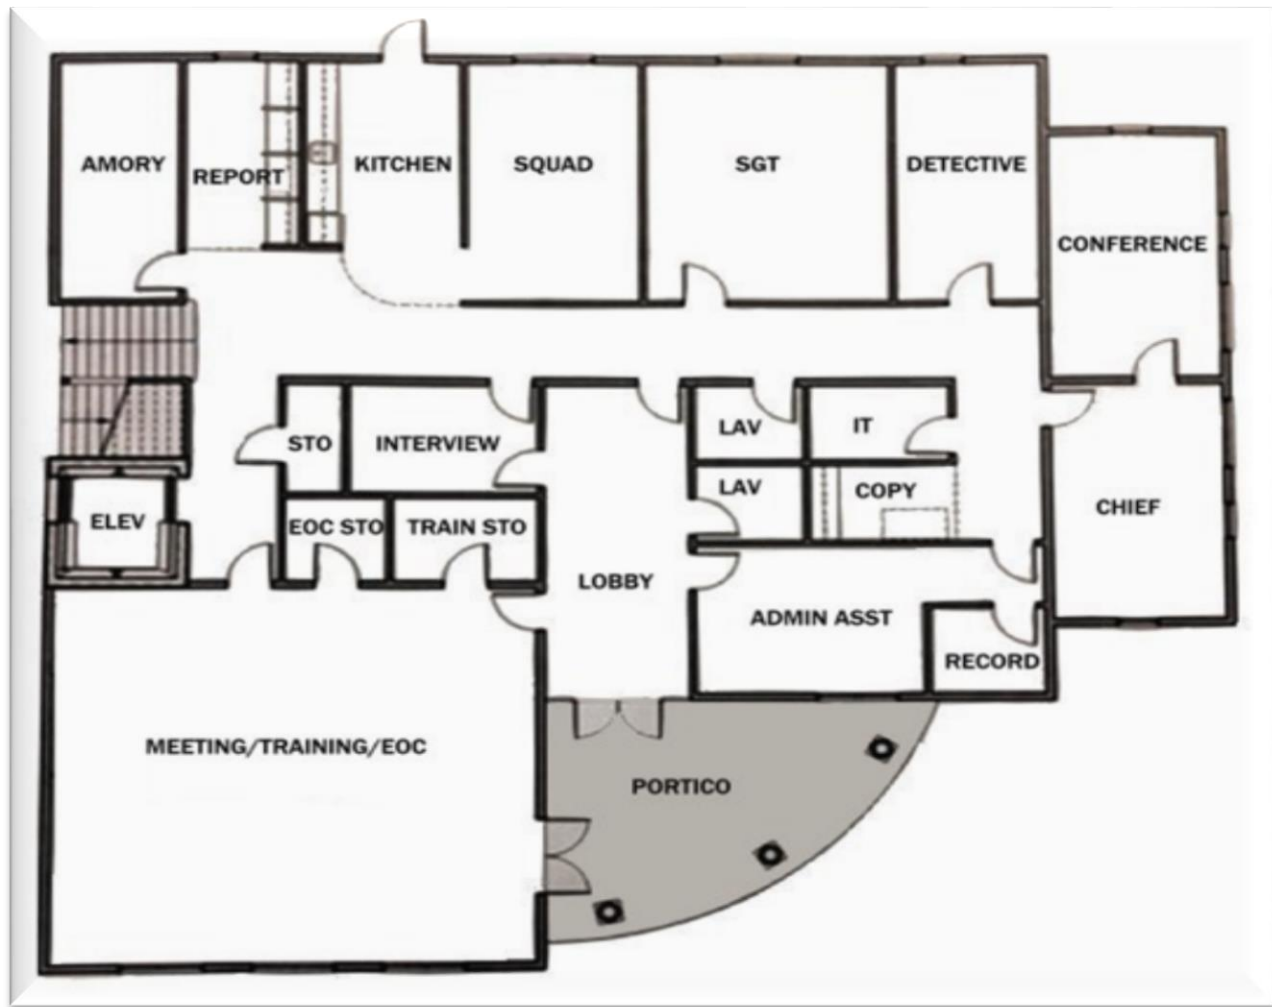 AMORY
REPORT
KITCHEN
SQUAD
SGT
DETECTIVE
CONFERENCE
STO
INTERVIEW
LAV
IT
LAV
COPY
CHIEF
ELEV
EOC STO
TRAIN STO
LOBBY
ADMIN ASST
RECORD
MEETING/TRAINING/EOC
PORTICO